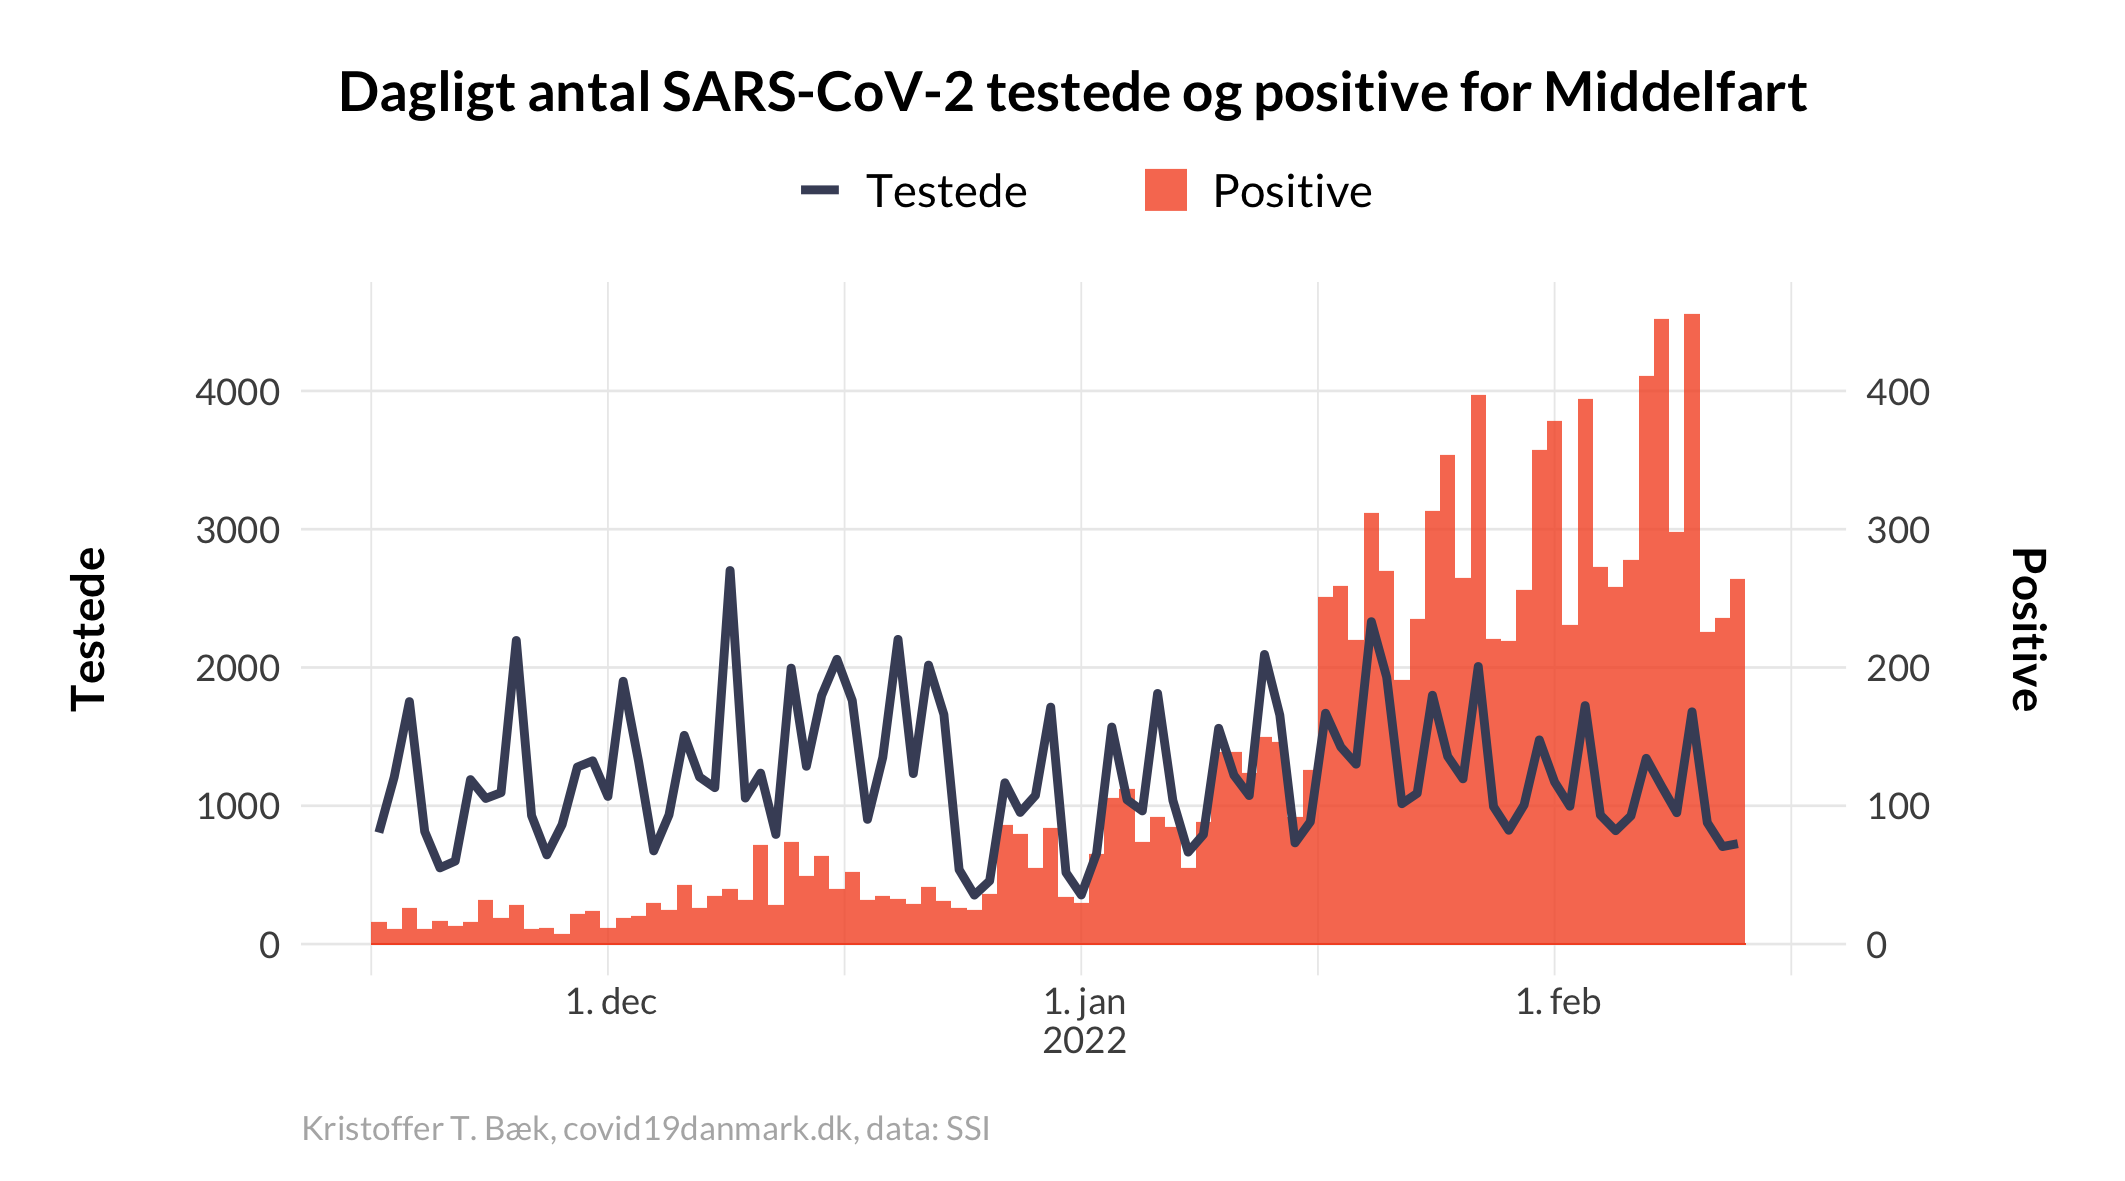 Dagligt antal SARS-CoV-2 testede og positive for Middelfart
Testede
Positive
Testede
4000
3000
2000
1000
0
400
300
200
100
0
Positive
1. dec
1. jan
2022
1. feb
Kristoffer T. Bæk, covid19danmark.dk, data: SSI